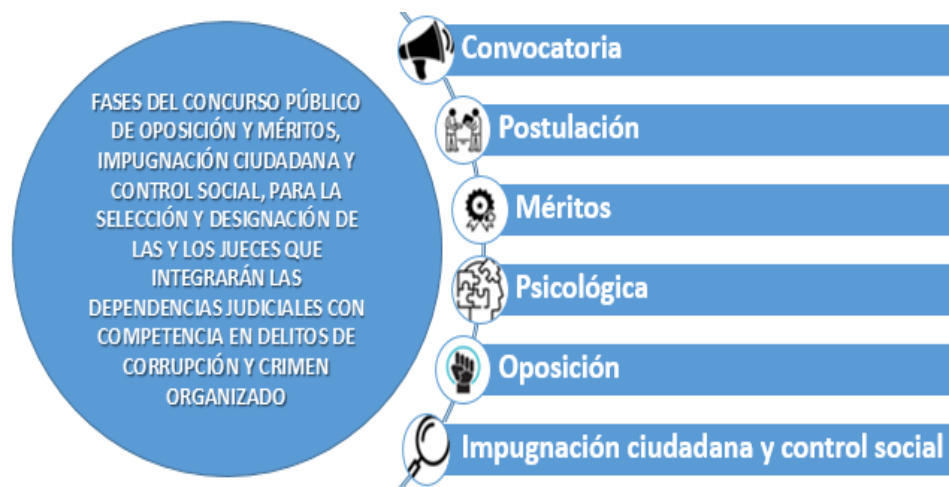 FASES DEL CONCURSO PÚBLICO
DE OPOSICIÓN Y MÉRITOS,
IMPUGNACIÓN CIUDADANA Y
CONTROL SOCIAL, PARA LA
SELECCIÓN Y DESIGNACIÓN DE
LAS Y LOS JUECES QUE
INTEGRARÁN LAS
DEPENDENCIAS JUDICIALES CON
COMPETENCIA EN DELITOS DE
CORRUPCIÓN Y CRIMEN
ORGANIZADO
Convocatoria
Postulación
Méritos
Psicológica
Oposición
Impugnación ciudadana y control social